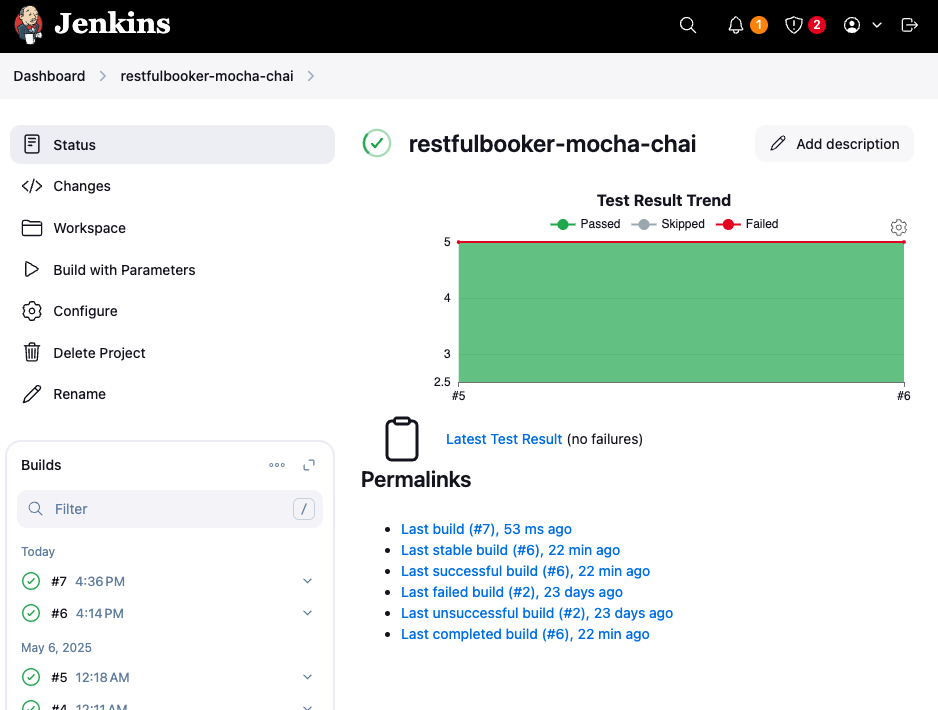 Jenkins
1
2
Dashboard
restfulbooker-mocha-chai
Status
Changes
Workspace
Build with Parameters
Configure
Delete Project
Rename
Builds
Filter
/
Today
#7 4:36 PM
#6 4:14 PM
May 6, 2025
#5 12:18 AM
#4 12:11 AM
restfulbooker-mocha-chai
Add description
Test Result Trend
Passed Skipped Failed
5
4
3
2.5
#5 #6
Latest Test Result (no failures)
Permalinks
Last build (#7), 53 ms ago
Last stable build (#6), 22 min ago
Last successful build (#6), 22 min ago
Last failed build (#2), 23 days ago
Last unsuccessful build (#2), 23 days ago
Last completed build (#6), 22 min ago